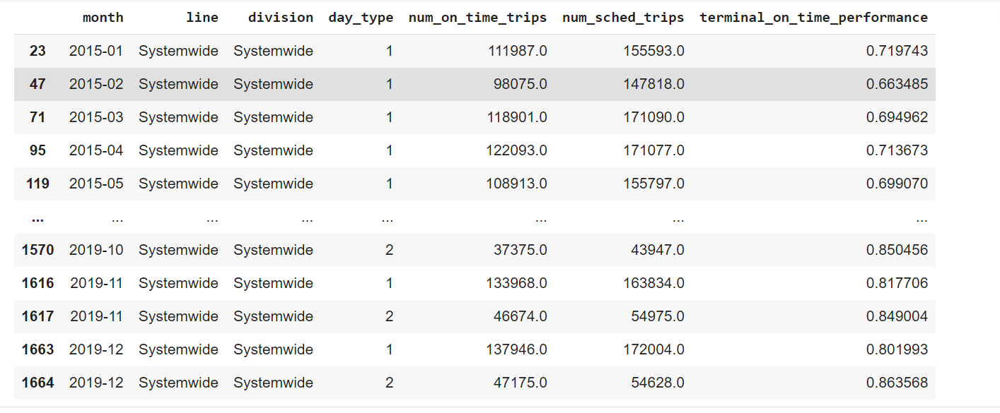 month line division day_type num_on_time_trips num_sched_trips terminal_on_time_performance
23 2015-01 Systemwide Systemwide 1 111987.0 155593.0 0.719743
47 2015-02 Systemwide Systemwide 1 98075.0 147818.0 0.663485
71 2015-03 Systemwide Systemwide 1 118901.0 171090.0 0.694962
95 2015-04 Systemwide Systemwide 1 122093.0 171077.0 0.713673
119 2015-05 Systemwide Systemwide 1 108913.0 155797.0 0.699070
... ... ... ... ... ... ... ...
1570 2019-10 Systemwide Systemwide 2 37375.0 43947.0 0.850456
1616 2019-11 Systemwide Systemwide 1 133968.0 163834.0 0.817706
1617 2019-11 Systemwide Systemwide 2 46674.0 54975.0 0.849004
1663 2019-12 Systemwide Systemwide 1 137946.0 172004.0 0.801993
1664 2019-12 Systemwide Systemwide 2 47175.0 54628.0 0.863568